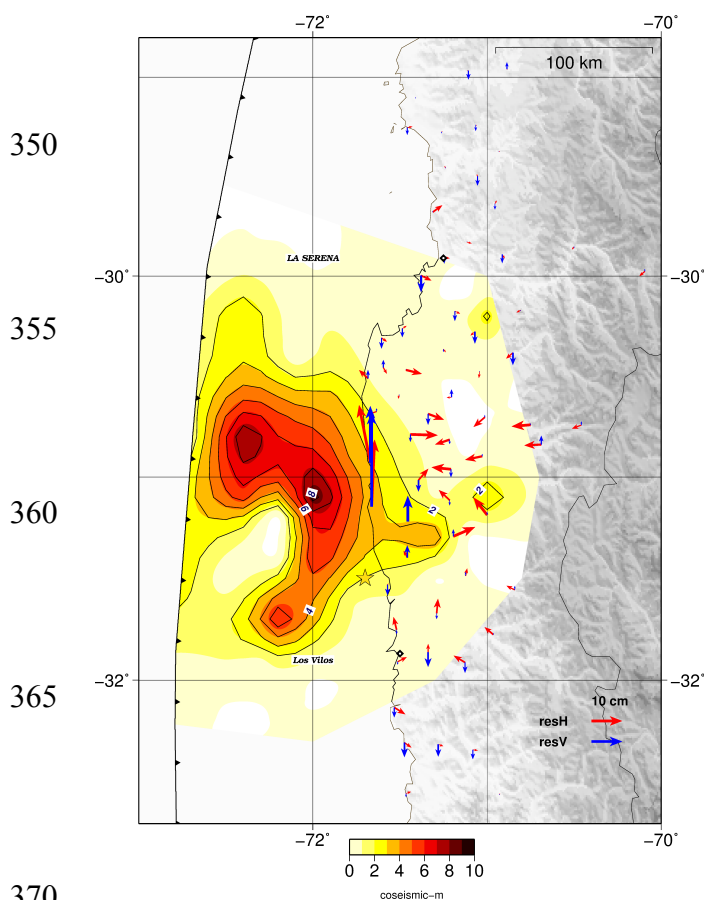 −72˚ −70˚
100 km
350
LA SERENA
−30˚ −30˚
355
8
2
2
360
6
4
Los Vilos
−32˚ −32˚
365
10 cm
resH
resV
−72˚ −70˚
0 2 4 6 8 10
370
coseismic−m